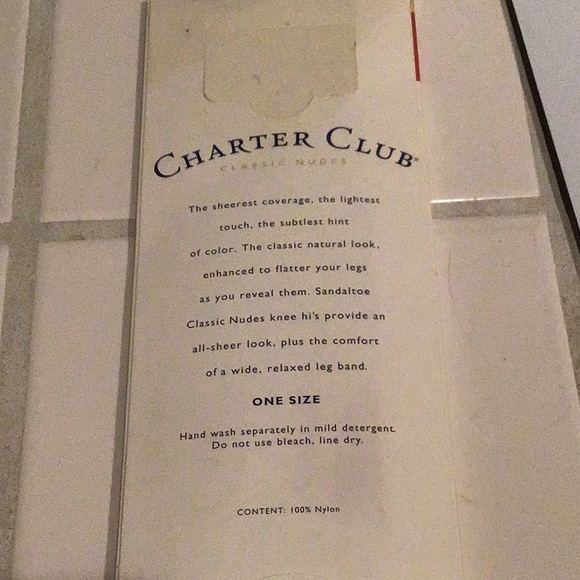 CHARTER CLUB®
CLASSIC NUDES
The sheerest coverage, the lightest
touch, the subtlest hint
of color. The classic natural look,
enhanced to flatter your legs
as you reveal them. Sandaltoe
Classic Nudes knee hi's provide an
all-sheer look, plus the comfort
of a wide, relaxed leg band.
ONE SIZE
Hand wash separately in mild detergent.
Do not use bleach, line dry.
CONTENT: 100% Nylon